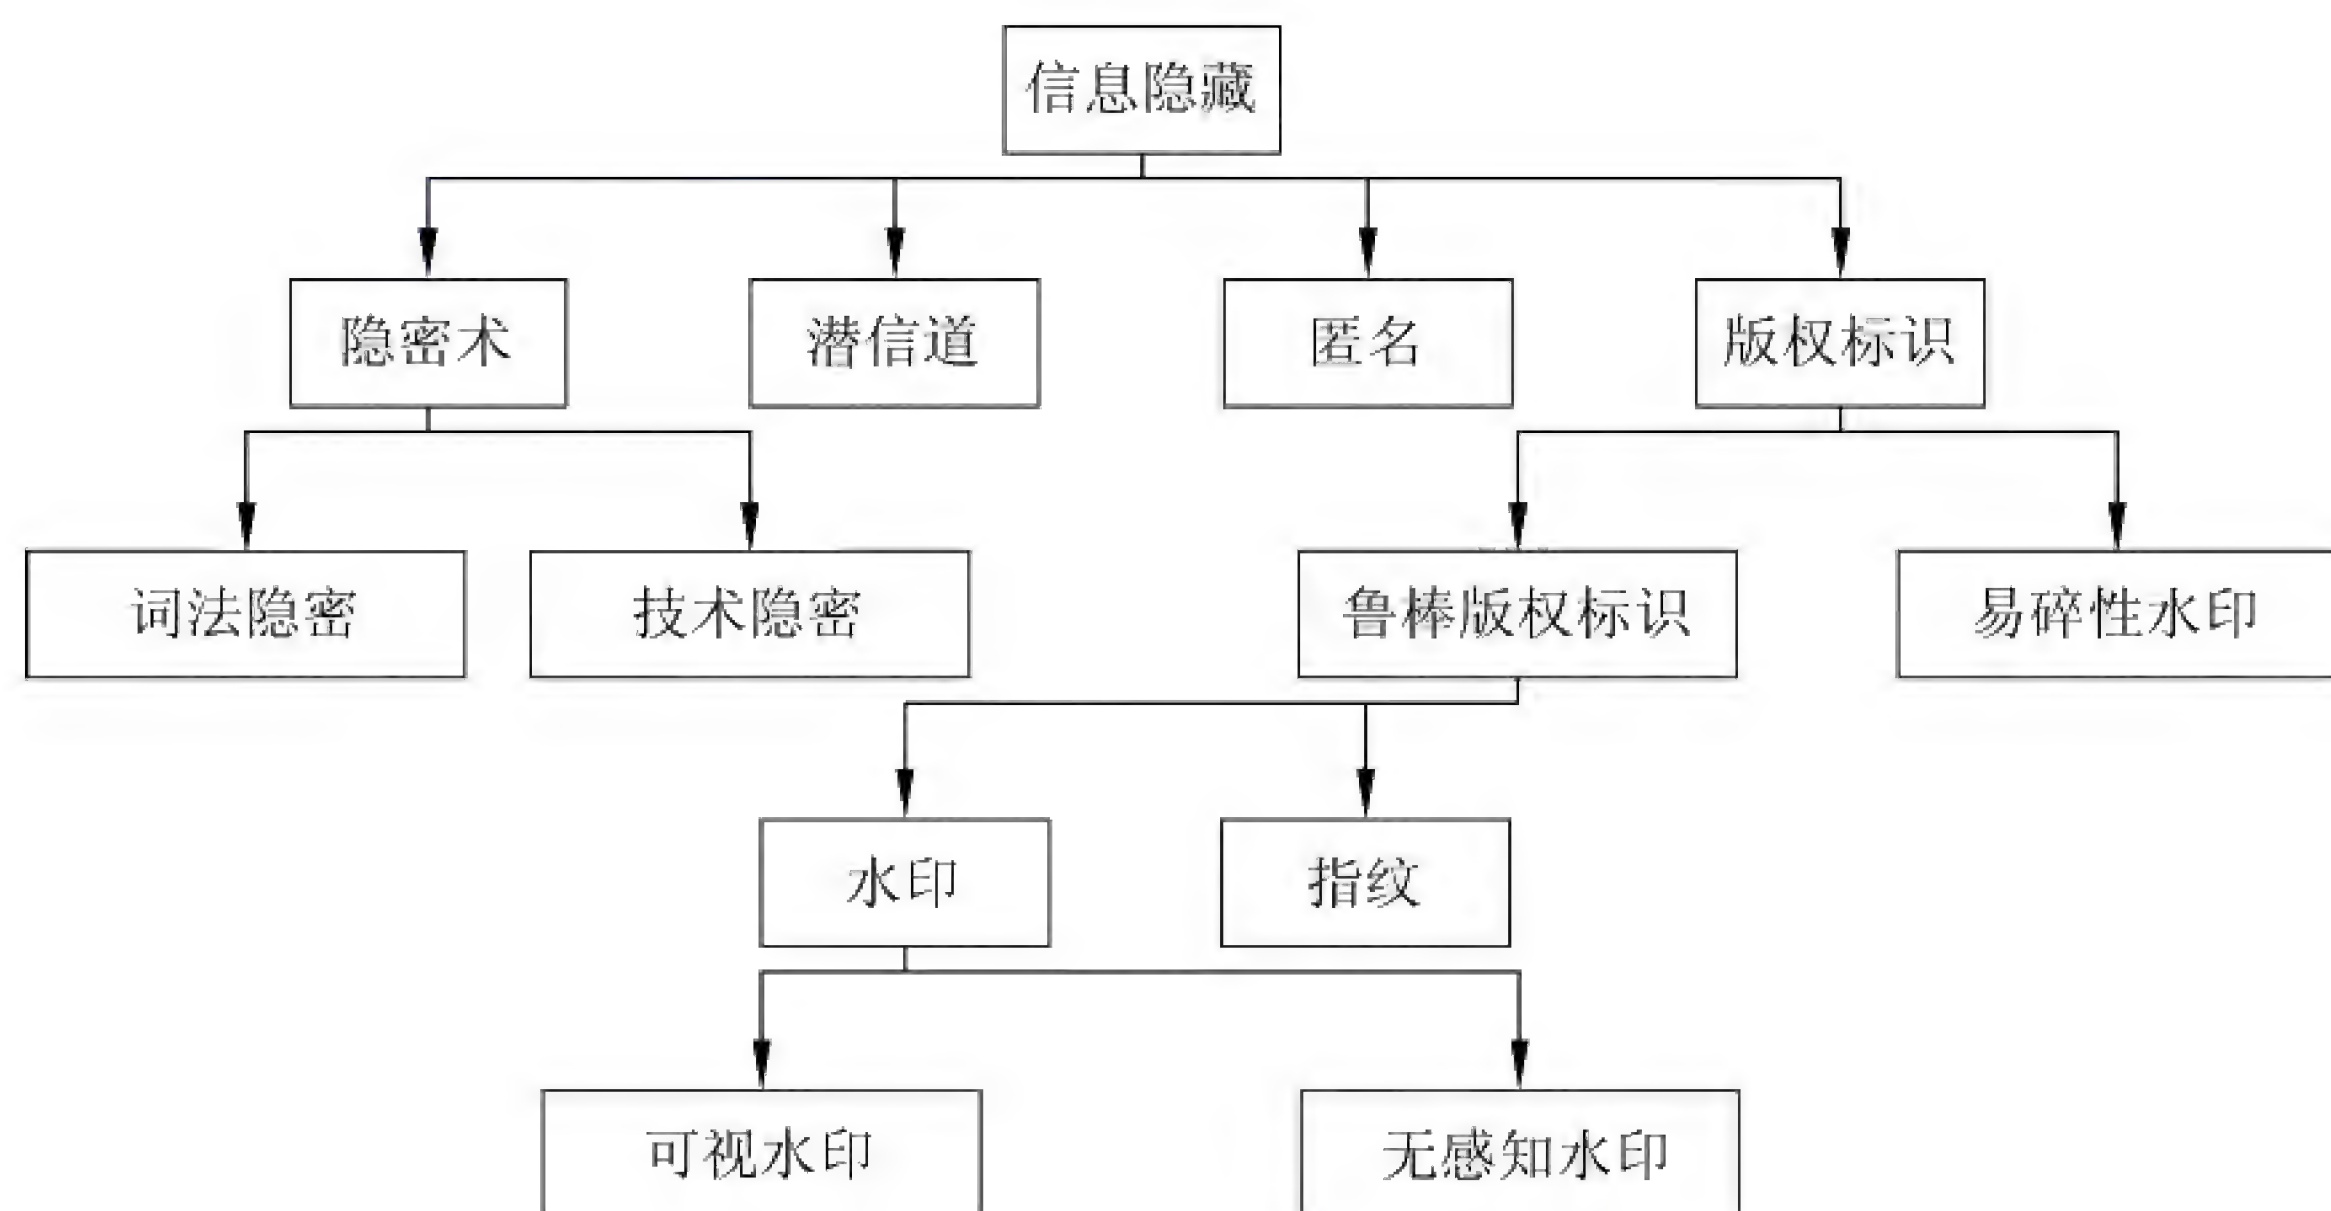 信息隐藏
隐密术
潜信道
匿名
版权标识
词法隐密
技术隐密
鲁棒版权标识
易碎性水印
水印
指纹
可视水印
无感知水印